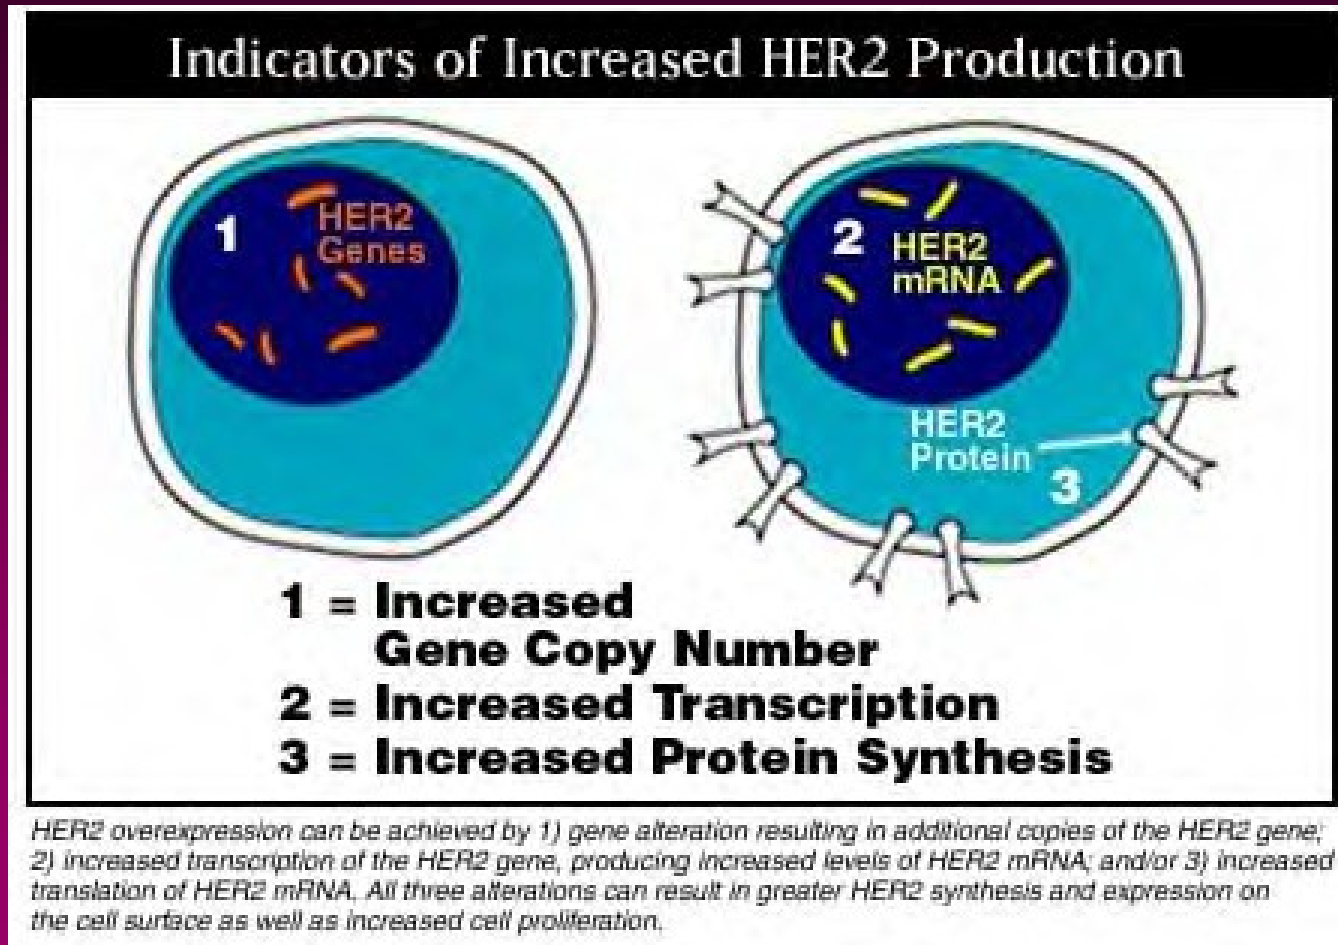 Indicators of Increased HER2 Production
1
HER2
Genes
2
HER2
mRNA
HER2
Protein
3
1 = Increased
Gene Copy Number
2 = Increased Transcription
3 = Increased Protein Synthesis
HER2 overexpression can be achieved by 1) gene alteration resulting in additional copies of the HER2 gene;
2) increased transcription of the HER2 gene, producing increased levels of HER2 mRNA; and/or 3) increased
translation of HER2 mRNA. All three alterations can result in greater HER2 synthesis and expression on
the cell surface as well as increased cell proliferation.